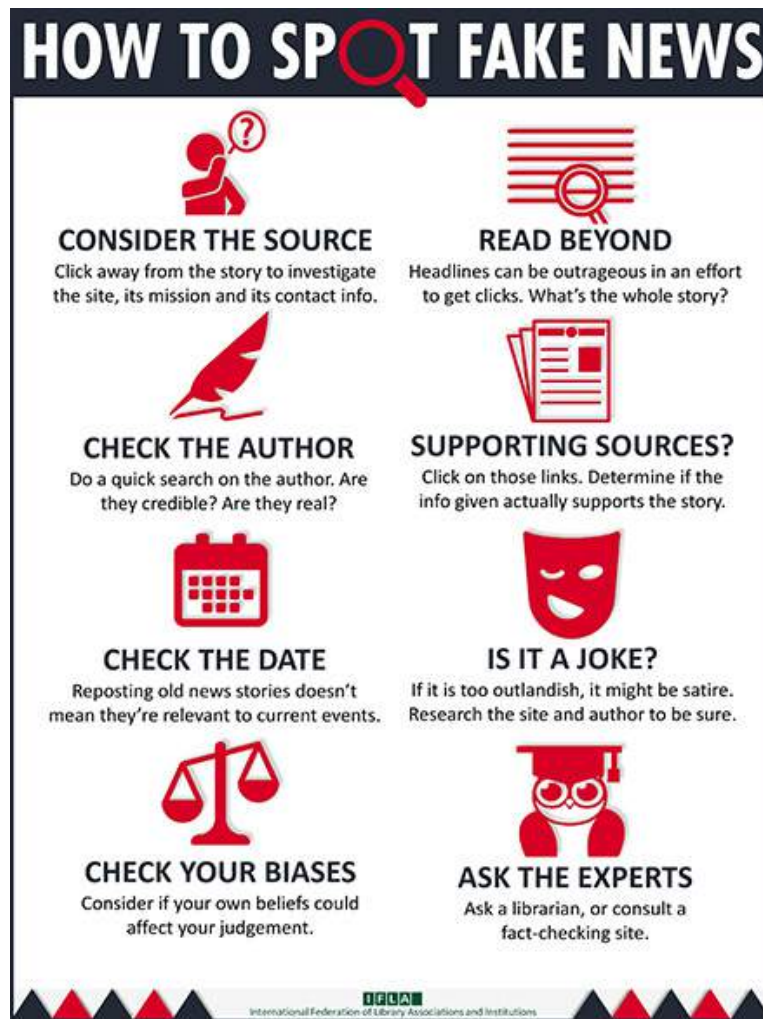 HOW TO SPOT FAKE NEWS
?
CONSIDER THE SOURCE
Click away from the story to investigate
the site, its mission and its contact info.
READ BEYOND
Headlines can be outrageous in an effort
to get clicks. What's the whole story?
CHECK THE AUTHOR
Do a quick search on the author. Are
they credible? Are they real?
SUPPORTING SOURCES?
Click on those links. Determine if the
info given actually supports the story.
CHECK THE DATE
Reposting old news stories doesn't
mean they're relevant to current events.
IS IT A JOKE?
If it is too outlandish, it might be satire.
Research the site and author to be sure.
CHECK YOUR BIASES
Consider if your own beliefs could
affect your judgement.
ASK THE EXPERTS
Ask a librarian, or consult a
fact-checking site.
IFLA
International Federation of Library Associations and Institutions